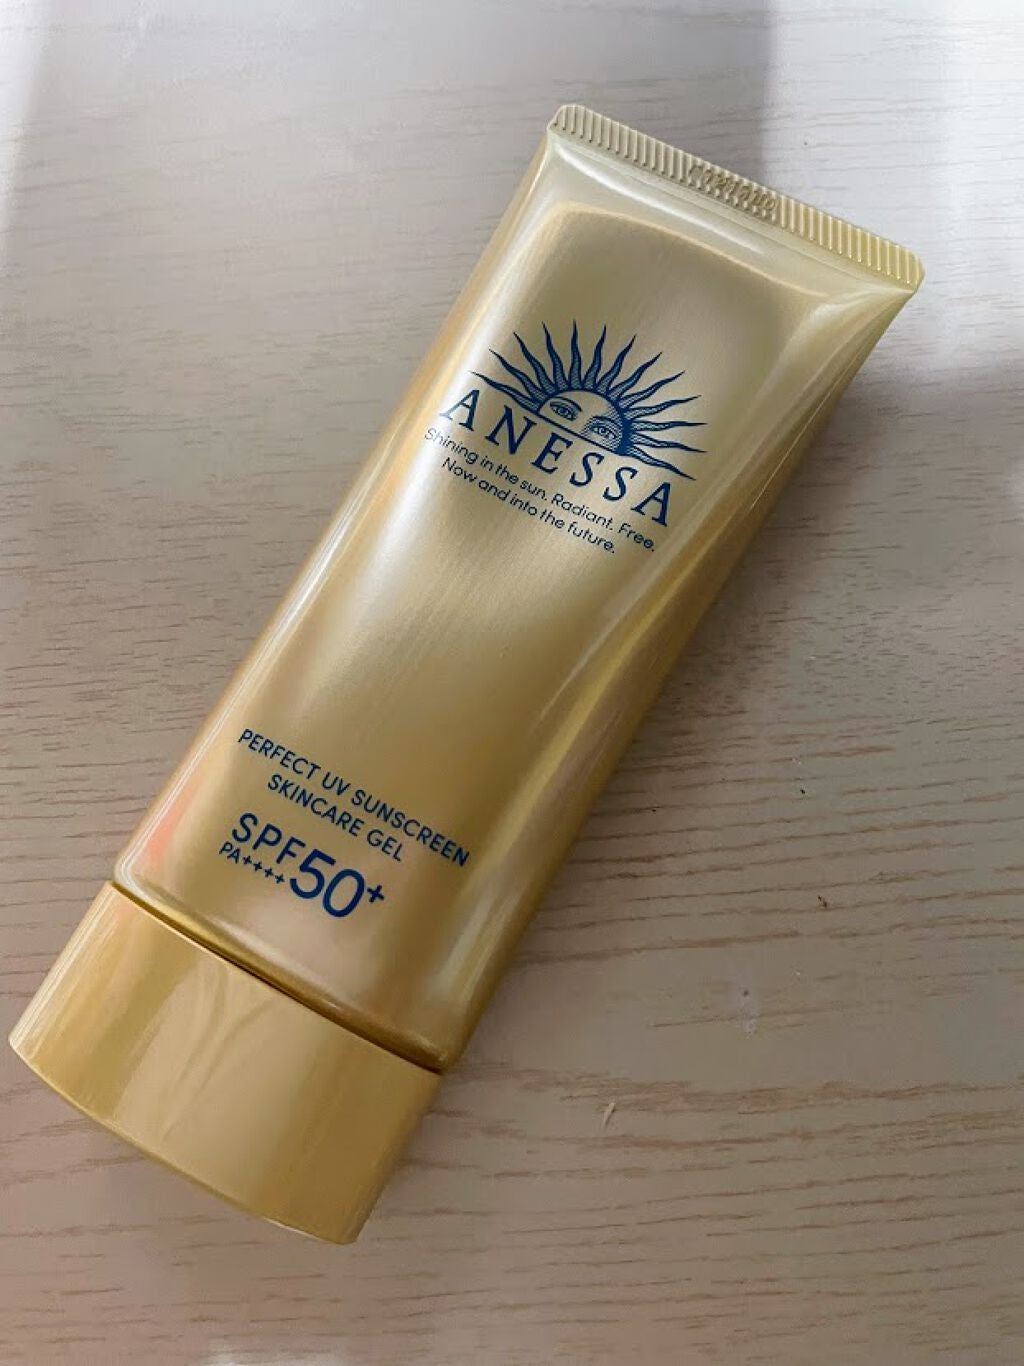 ANESSA
Shining in the sun. Radiant. Free.
Now and into the future.
PERFECT UV SUNSCREEN
SKINCARE GEL
SPF50+
PA++++